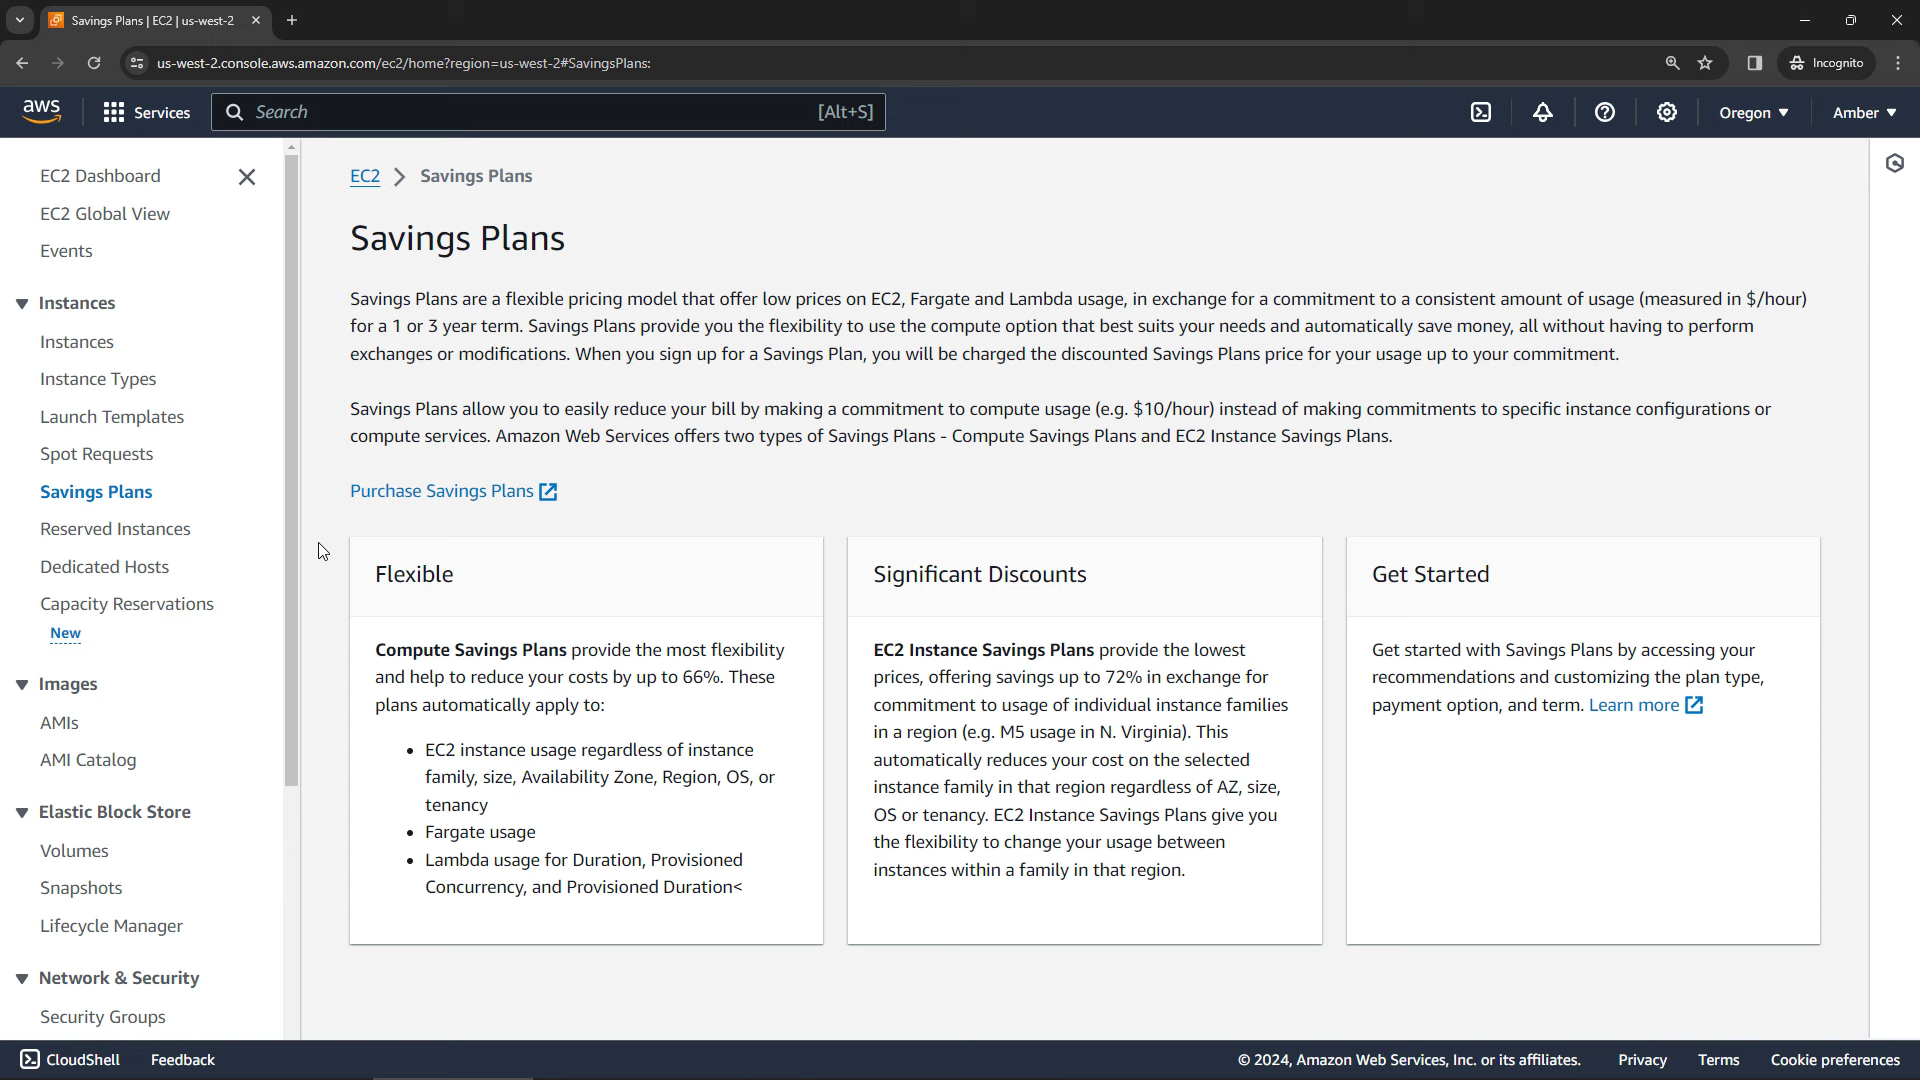 Savings Plans | EC2 | us-west-2
us-west-2.console.aws.amazon.com/ec2/home?region=us-west-2#SavingsPlans:
Incognito
aws
Services
Search
[Alt+S]
Oregon
Amber
EC2 Dashboard
EC2 Global View
Events
Instances
Instances
Instance Types
Launch Templates
Spot Requests
Savings Plans
Reserved Instances
Dedicated Hosts
Capacity Reservations
New
Images
AMIs
AMI Catalog
Elastic Block Store
Volumes
Snapshots
Lifecycle Manager
Network & Security
Security Groups
EC2 > Savings Plans
Savings Plans
Savings Plans are a flexible pricing model that offer low prices on EC2, Fargate and Lambda usage, in exchange for a commitment to a consistent amount of usage (measured in $/hour)
for a 1 or 3 year term. Savings Plans provide you the flexibility to use the compute option that best suits your needs and automatically save money, all without having to perform
exchanges or modifications. When you sign up for a Savings Plan, you will be charged the discounted Savings Plans price for your usage up to your commitment.
Savings Plans allow you to easily reduce your bill by making a commitment to compute usage (e.g. $10/hour) instead of making commitments to specific instance configurations or
compute services. Amazon Web Services offers two types of Savings Plans - Compute Savings Plans and EC2 Instance Savings Plans.
Purchase Savings Plans
Flexible
Compute Savings Plans provide the most flexibility
and help to reduce your costs by up to 66%. These
plans automatically apply to:
• EC2 instance usage regardless of instance
family, size, Availability Zone, Region, OS, or
tenancy
• Fargate usage
• Lambda usage for Duration, Provisioned
Concurrency, and Provisioned Duration<
Significant Discounts
EC2 Instance Savings Plans provide the lowest
prices, offering savings up to 72% in exchange for
commitment to usage of individual instance families
in a region (e.g. M5 usage in N. Virginia). This
automatically reduces your cost on the selected
instance family in that region regardless of AZ, size,
OS or tenancy. EC2 Instance Savings Plans give you
the flexibility to change your usage between
instances within a family in that region.
Get Started
Get started with Savings Plans by accessing your
recommendations and customizing the plan type,
payment option, and term. Learn more
CloudShell
Feedback
© 2024, Amazon Web Services, Inc. or its affiliates.
Privacy
Terms
Cookie preferences